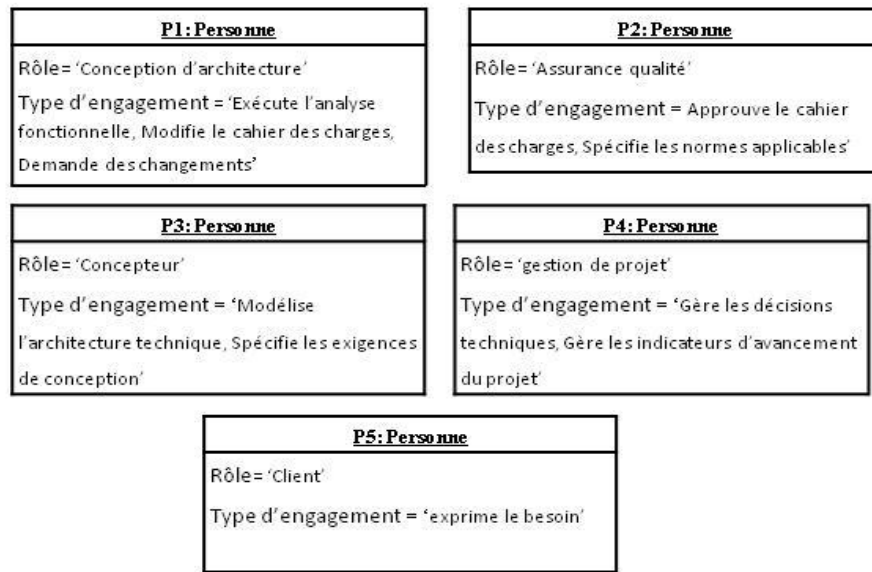 P1: Personne
Rôle= ‘Conception d’architecture’
Type d’engagement = ‘Exécute l’analyse
fonctionnelle, Modifie le cahier des charges,
Demande des changements’
P2: Personne
Rôle= ‘Assurance qualité’
Type d’engagement = Approuve le cahier
des charges, Spécifie les normes applicables’
P3: Personne
Rôle= ‘Concepteur’
Type d’engagement = ‘Modélise
l’architecture technique, Spécifie les exigences
de conception’
P4: Personne
Rôle= ‘gestion de projet’
Type d’engagement = ‘Gère les décisions
techniques, Gère les indicateurs d’avancement
du projet’
P5: Personne
Rôle= ‘Client’
Type d’engagement = ‘exprime le besoin’